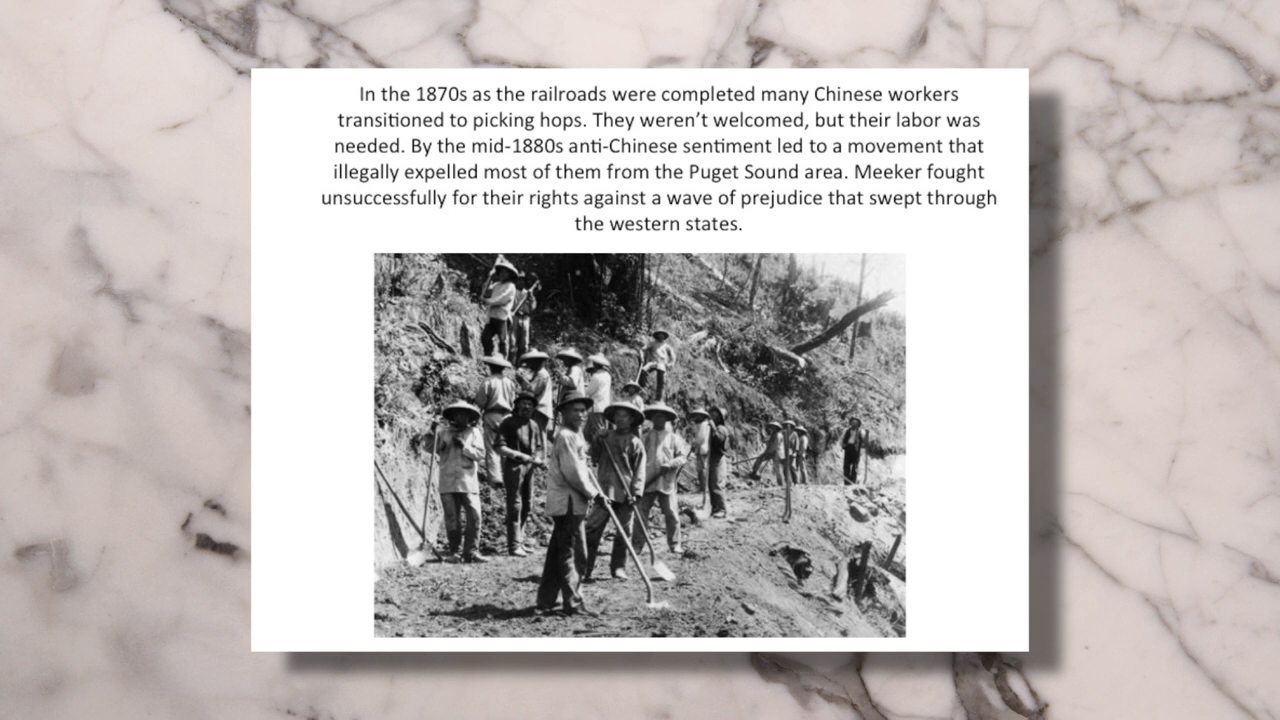 In the 1870s as the railroads were completed many Chinese workers
transitioned to picking hops. They weren’t welcomed, but their labor was
needed. By the mid-1880s anti-Chinese sentiment led to a movement that
illegally expelled most of them from the Puget Sound area. Meeker fought
unsuccessfully for their rights against a wave of prejudice that swept through
the western states.